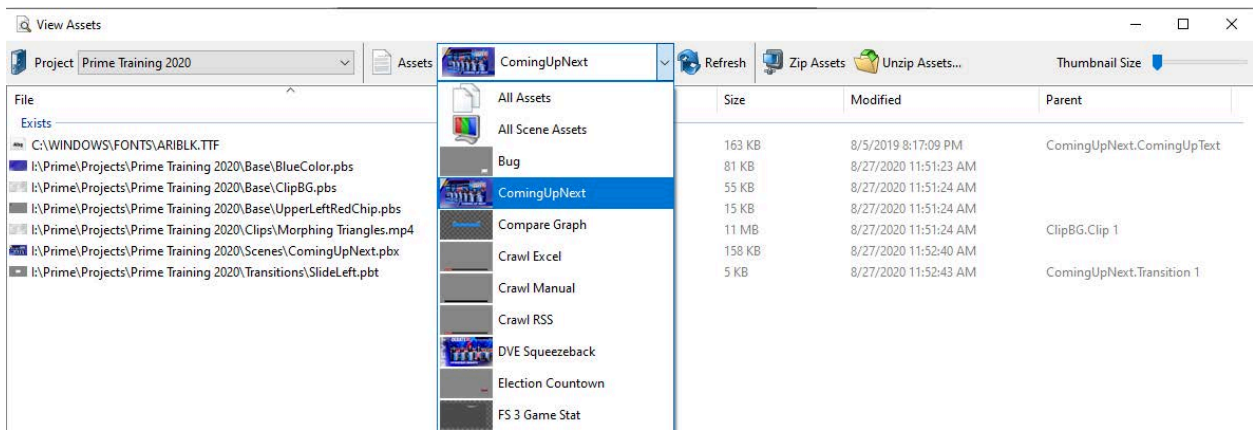 View Assets
Project Prime Training 2020 Assets ComingUpNext Refresh Zip Assets Unzip Assets... Thumbnail Size
File Size Modified Parent
Exists
C:\WINDOWS\FONTS\ARIBLK.TTF 163 KB 8/5/2019 8:17:09 PM ComingUpNext.ComingUpText
I:\Prime\Projects\Prime Training 2020\Base\BlueColor.pbs 81 KB 8/27/2020 11:51:23 AM
I:\Prime\Projects\Prime Training 2020\Base\ClipBG.pbs 55 KB 8/27/2020 11:51:24 AM
I:\Prime\Projects\Prime Training 2020\Base\UpperLeftRedChip.pbs 15 KB 8/27/2020 11:51:24 AM
I:\Prime\Projects\Prime Training 2020\Clips\Morphing Triangles.mp4 11 MB 8/27/2020 11:51:24 AM ClipBG.Clip 1
I:\Prime\Projects\Prime Training 2020\Scenes\ComingUpNext.pbx 158 KB 8/27/2020 11:52:40 AM
I:\Prime\Projects\Prime Training 2020\Transitions\SlideLeft.pbt 5 KB 8/27/2020 11:52:43 AM ComingUpNext.Transition 1
All Assets
All Scene Assets
Bug
ComingUpNext
Compare Graph
Crawl Excel
Crawl Manual
Crawl RSS
DVE Squeezeback
Election Countown
FS 3 Game Stat